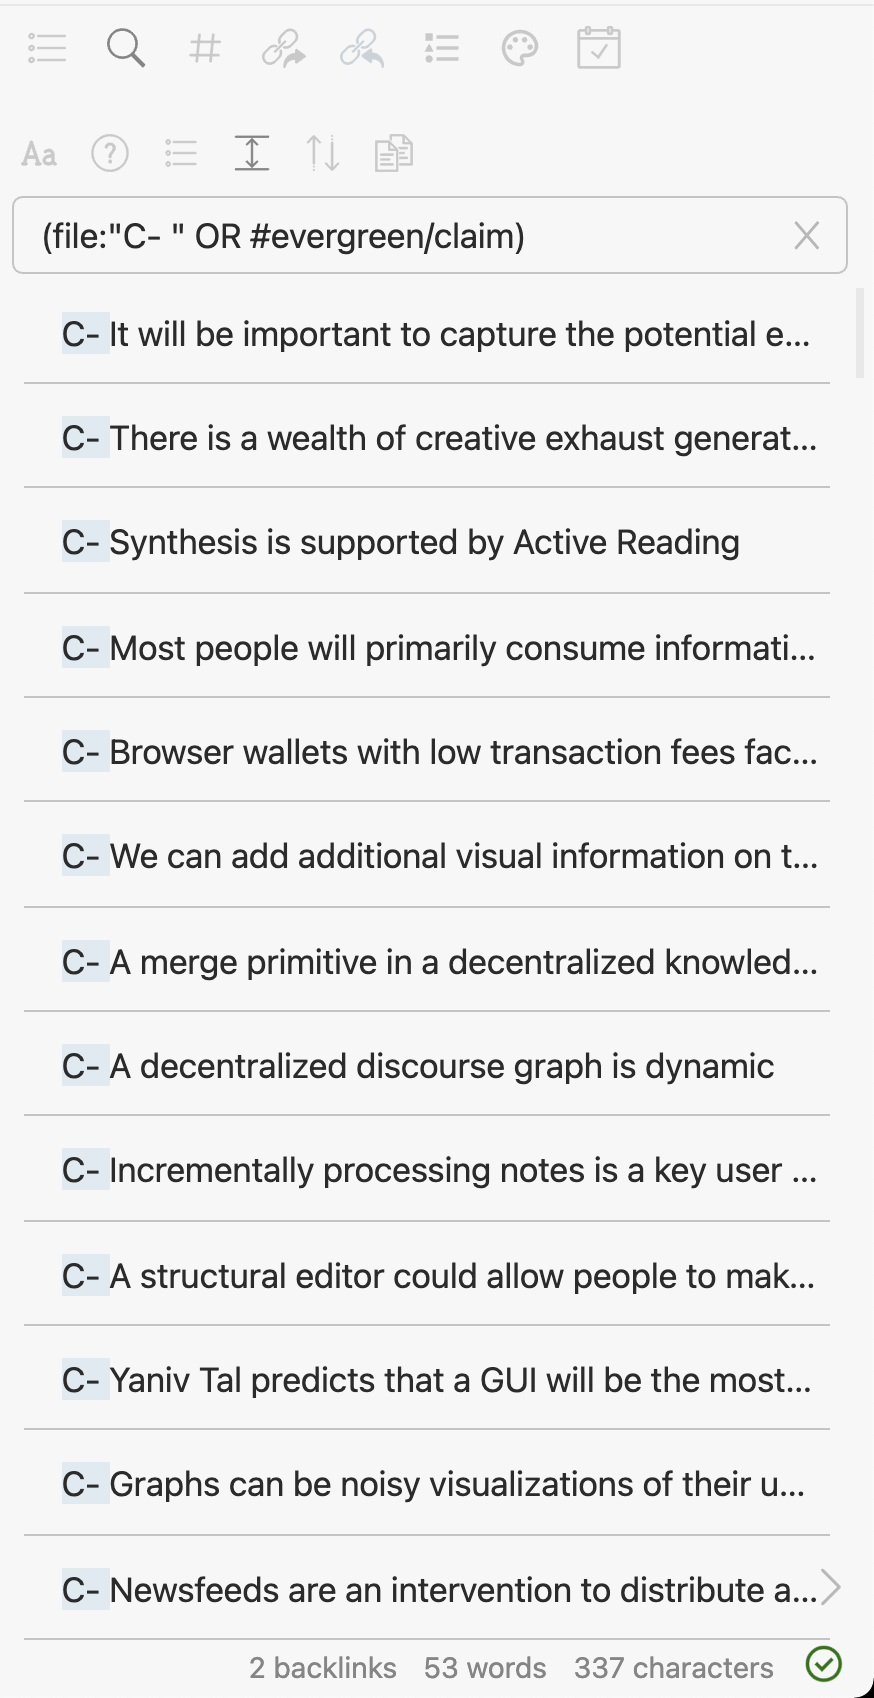 Aa
(file:"C- " OR #evergreen/claim)
C- It will be important to capture the potential e...
C- There is a wealth of creative exhaust generat...
C- Synthesis is supported by Active Reading
C- Most people will primarily consume informati...
C- Browser wallets with low transaction fees fac...
C- We can add additional visual information on t...
C- A merge primitive in a decentralized knowled...
C- A decentralized discourse graph is dynamic
C- Incrementally processing notes is a key user ...
C- A structural editor could allow people to mak...
C- Yaniv Tal predicts that a GUI will be the most...
C- Graphs can be noisy visualizations of their u...
C- Newsfeeds are an intervention to distribute a...
2 backlinks 53 words 337 characters